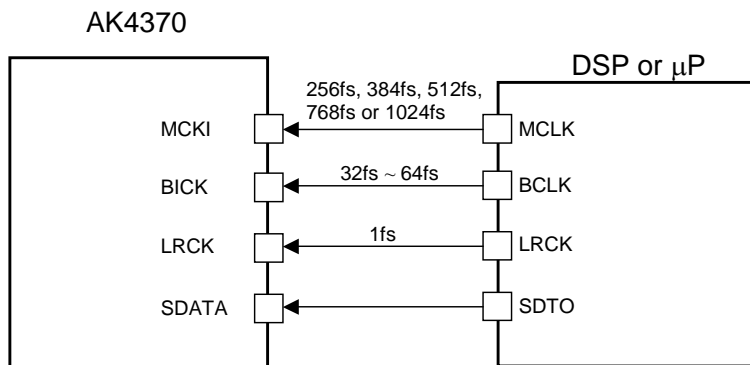 AK4370
DSP or μP
256fs, 384fs, 512fs,
768fs or 1024fs
MCKI
MCLK
32fs ~ 64fs
BICK
BCLK
1fs
LRCK
LRCK
SDATA
SDTO